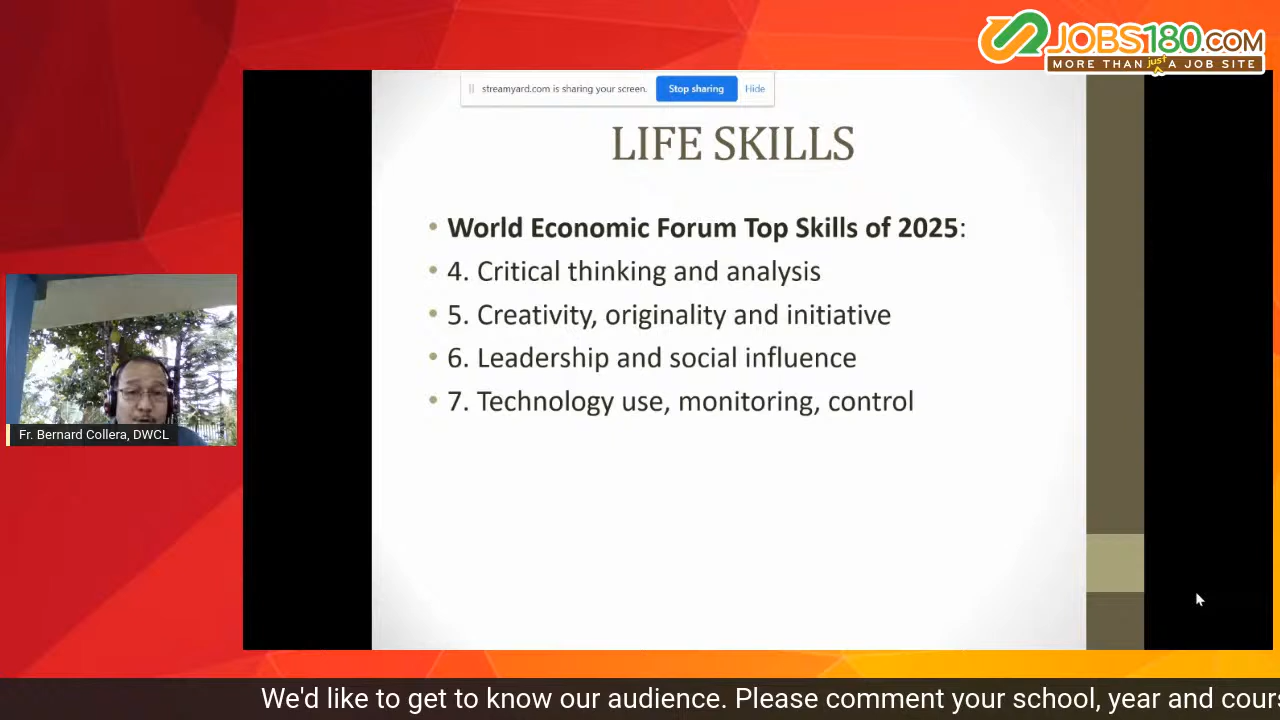 JOBS180.COM
MORE THAN just A JOB SITE
streamyard.com is sharing your screen.
Stop sharing
Hide
LIFE SKILLS
World Economic Forum Top Skills of 2025:
4. Critical thinking and analysis
5. Creativity, originality and initiative
6. Leadership and social influence
7. Technology use, monitoring, control
Fr. Bernard Collera, DWCL
We'd like to get to know our audience. Please comment your school, year and cours